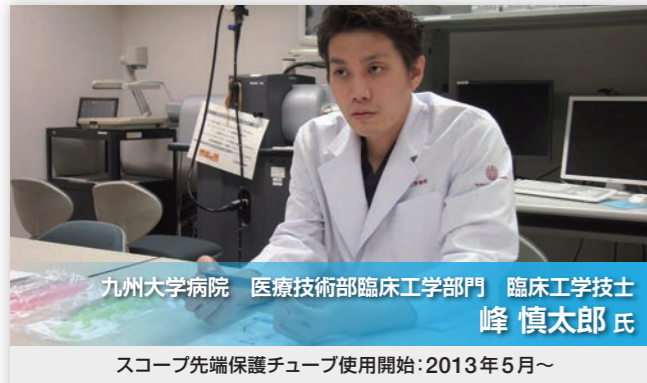 九州大学病院　医療技術部臨床工学部門　臨床工学技士
峰 慎太郎 氏
スコープ先端保護チューブ使用開始：2013年5月〜